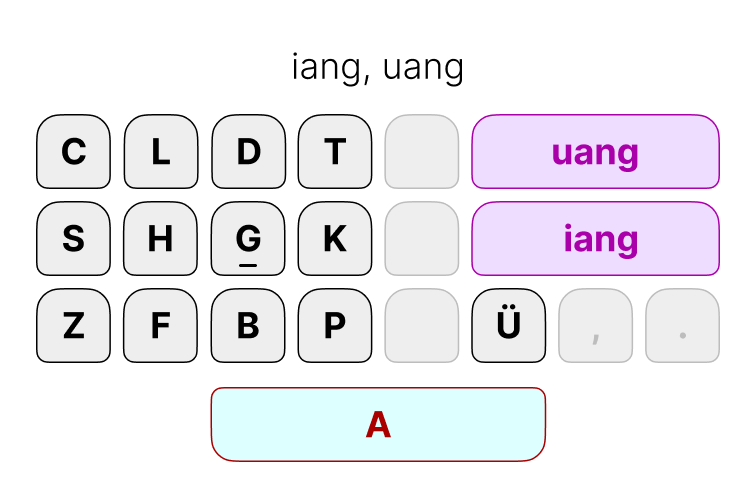 iang, uang
C L D T uang
S H G K iang
Z F B P Ü , .
A